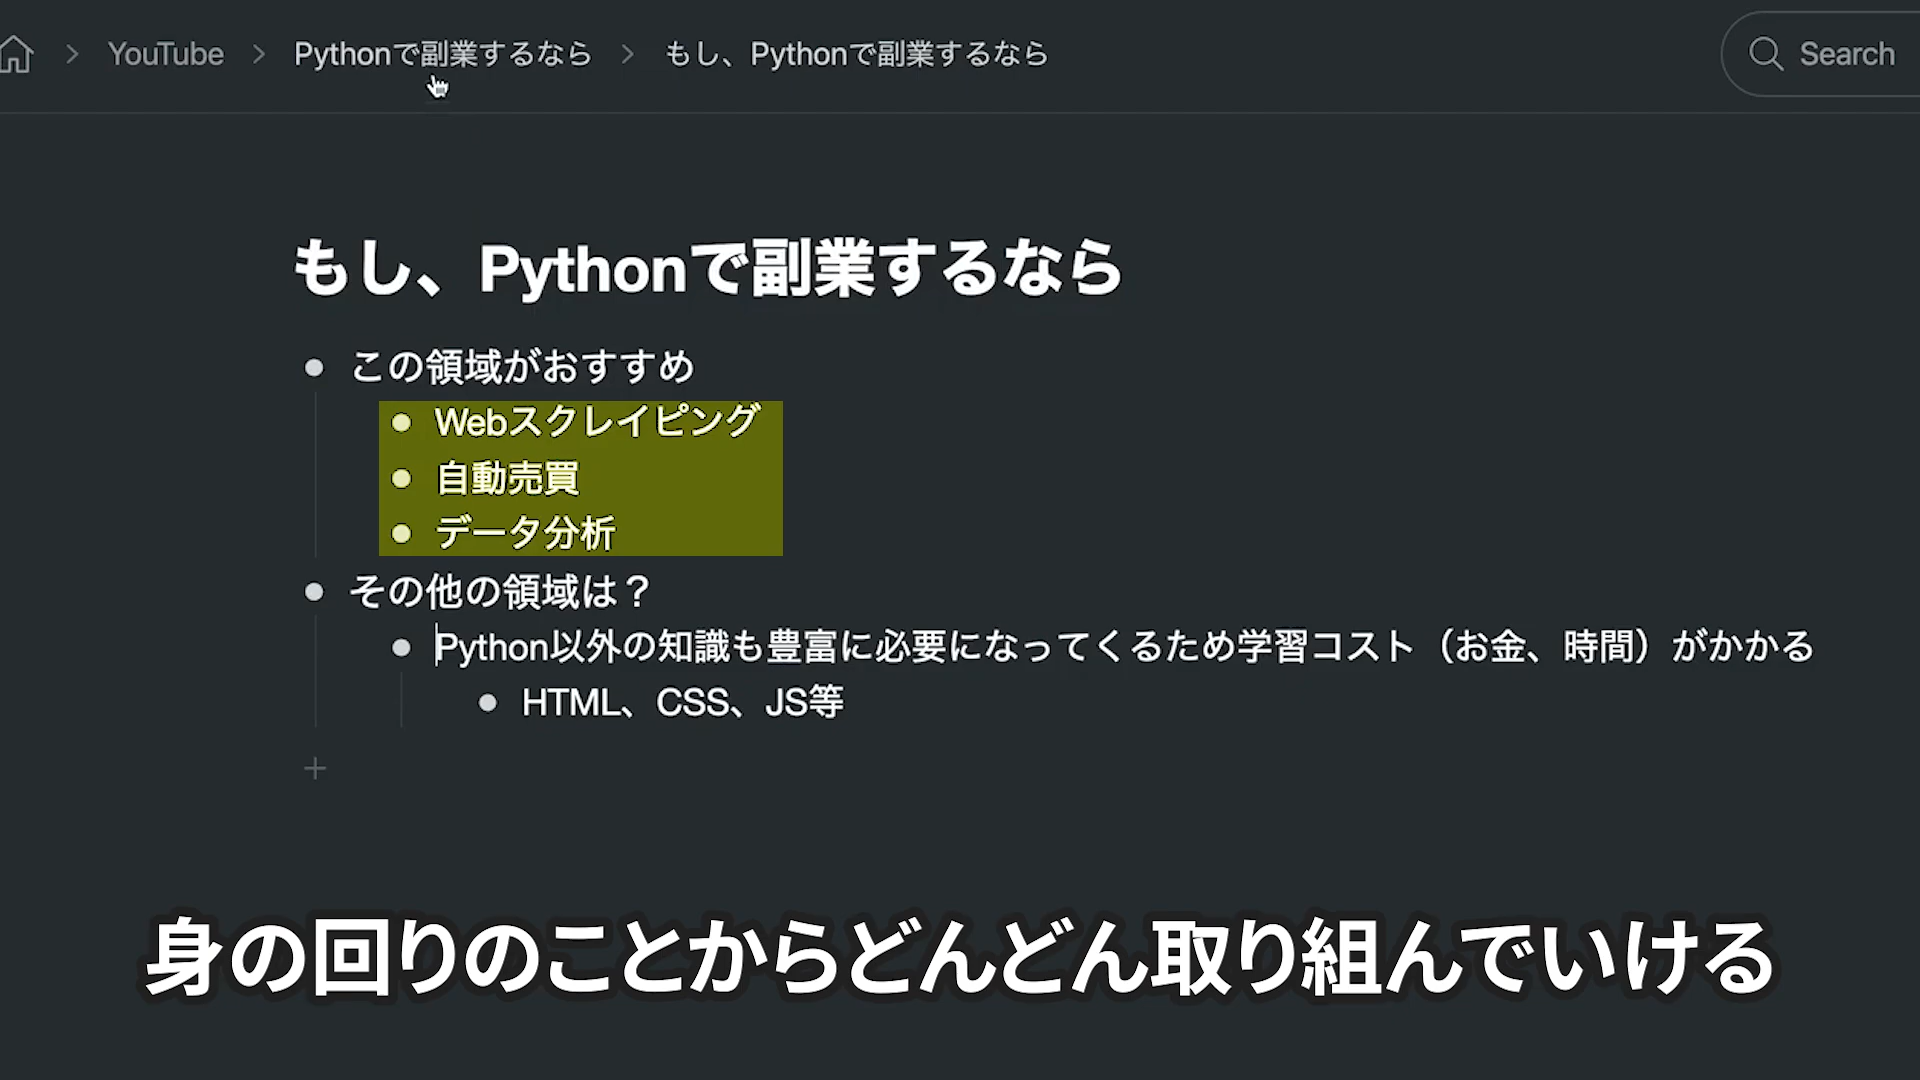 YouTube > Pythonで副業するなら > もし、Pythonで副業するなら
Search
もし、Pythonで副業するなら
この領域がおすすめ
Webスクレイピング
自動売買
データ分析
その他の領域は？
Python以外の知識も豊富に必要になってくるため学習コスト（お金、時間）がかかる
HTML、CSS、JS等
身の回りのことからどんどん取り組んでいける